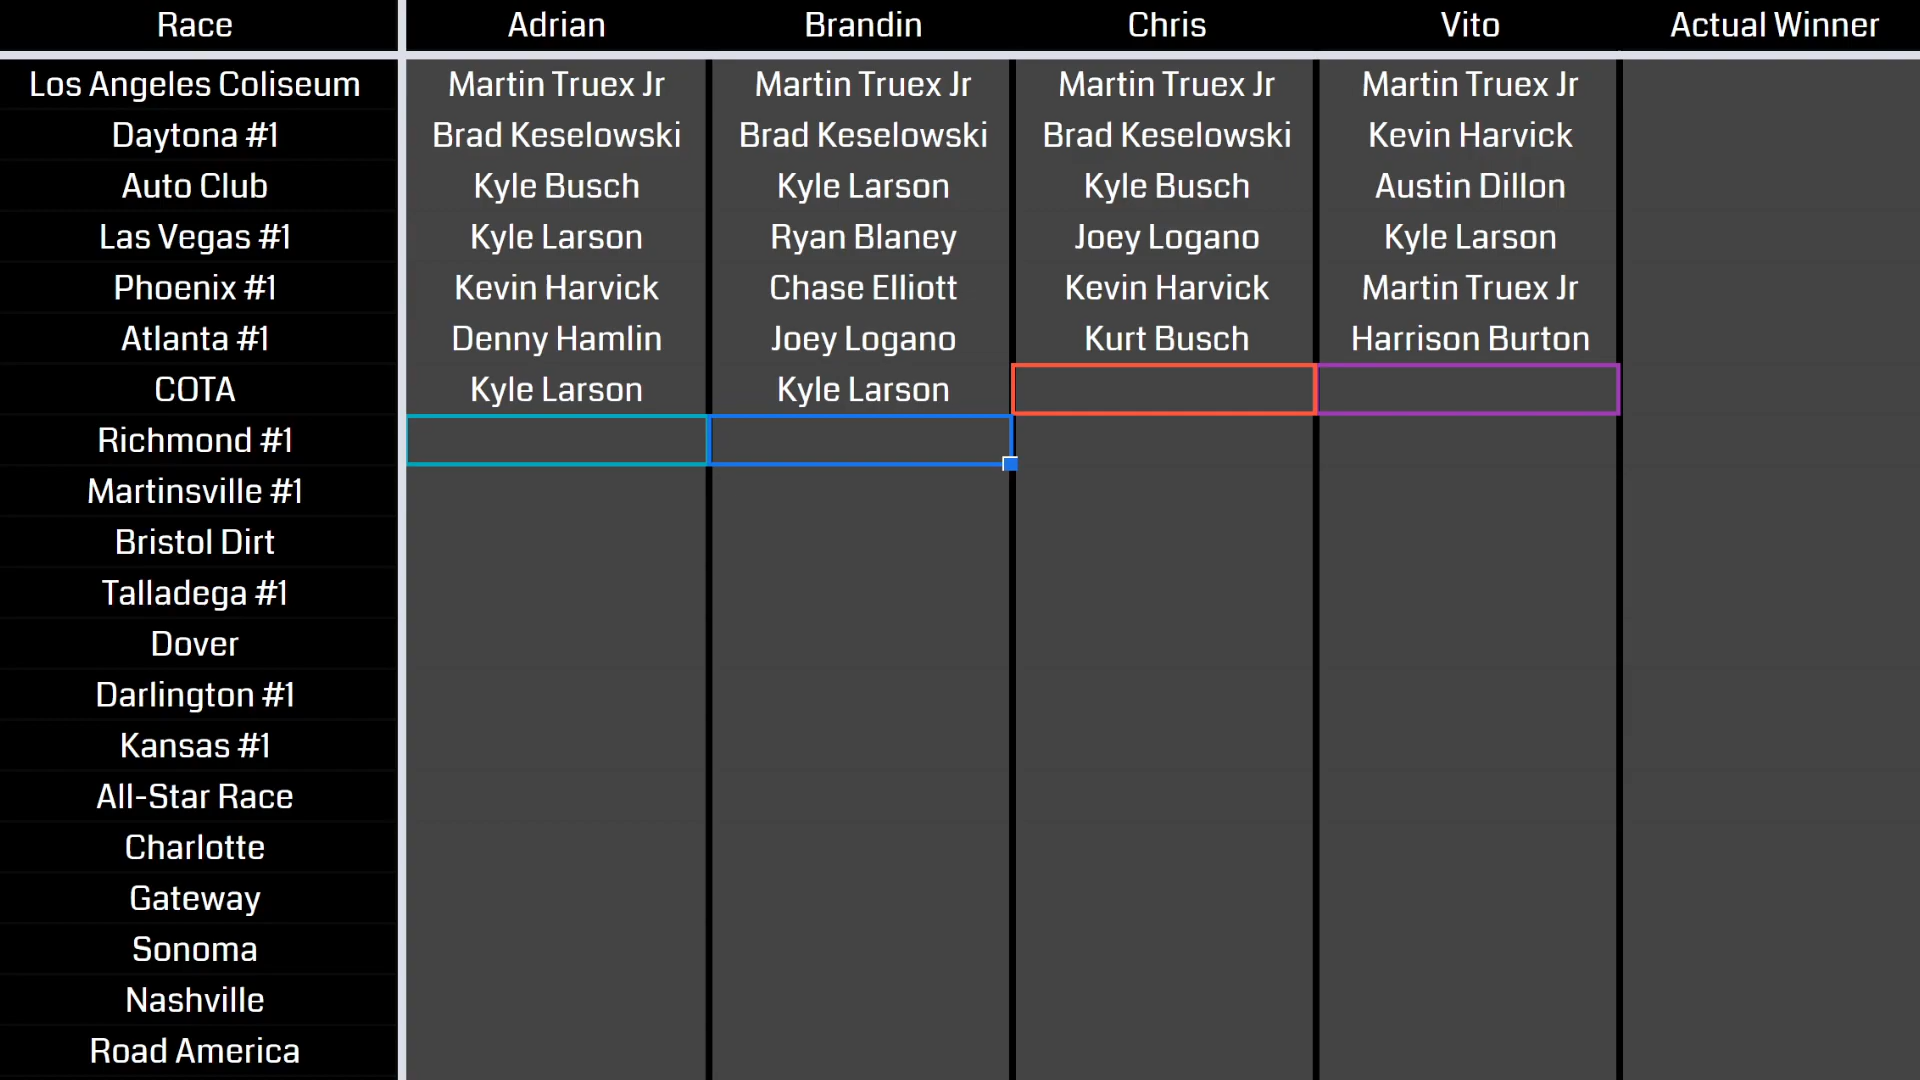 Race Adrian Brandin Chris Vito Actual Winner
Los Angeles Coliseum Martin Truex Jr Martin Truex Jr Martin Truex Jr Martin Truex Jr
Daytona #1 Brad Keselowski Brad Keselowski Brad Keselowski Kevin Harvick
Auto Club Kyle Busch Kyle Larson Kyle Busch Austin Dillon
Las Vegas #1 Kyle Larson Ryan Blaney Joey Logano Kyle Larson
Phoenix #1 Kevin Harvick Chase Elliott Kevin Harvick Martin Truex Jr
Atlanta #1 Denny Hamlin Joey Logano Kurt Busch Harrison Burton
COTA Kyle Larson Kyle Larson
Richmond #1
Martinsville #1
Bristol Dirt
Talladega #1
Dover
Darlington #1
Kansas #1
All-Star Race
Charlotte
Gateway
Sonoma
Nashville
Road America